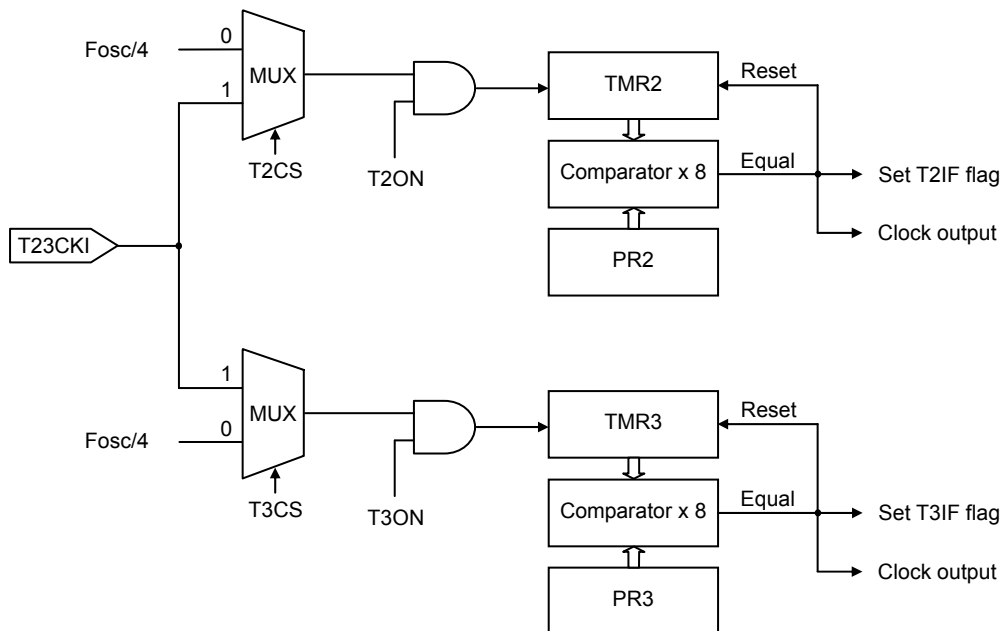 0
Fosc/4
MUX
1
T2CS
T2ON
TMR2
Reset
Comparator x 8
Equal
Set T2IF flag
Clock output
PR2
T23CKI
1
MUX
0
Fosc/4
T3CS
T3ON
TMR3
Reset
Comparator x 8
Equal
Set T3IF flag
Clock output
PR3